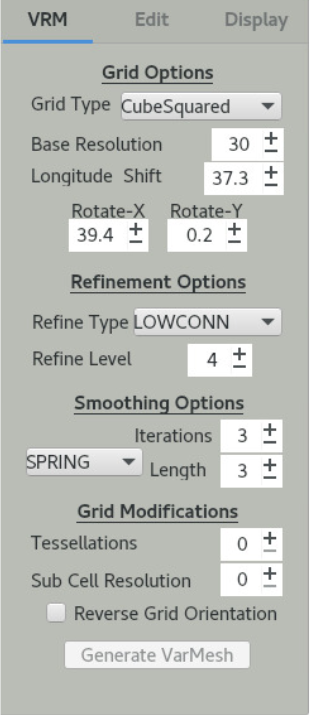 VRM Edit Display
Grid Options
Grid Type CubeSquared
Base Resolution 30
Longitude Shift 37.3
Rotate-X Rotate-Y
39.4 0.2
Refinement Options
Refine Type LOWCONN
Refine Level 4
Smoothing Options
Iterations 3
SPRING Length 3
Grid Modifications
Tessellations 0
Sub Cell Resolution 0
Reverse Grid Orientation
Generate VarMesh